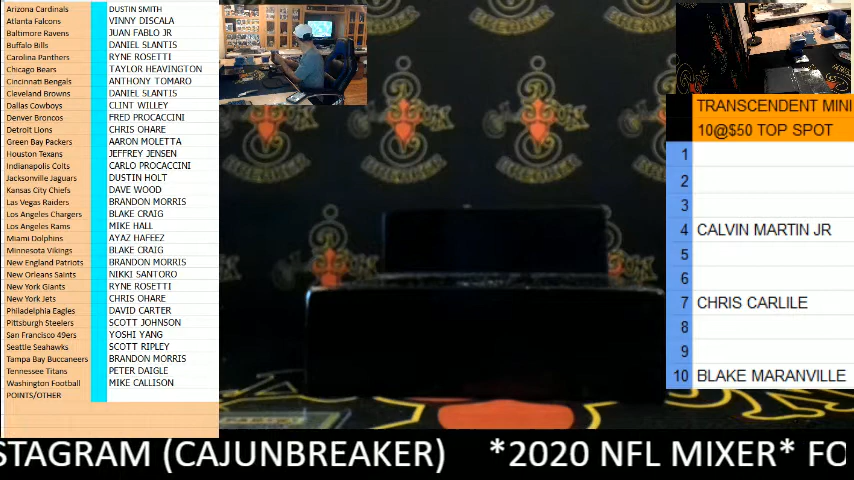 Arizona Cardinals DUSTIN SMITH
Atlanta Falcons VINNY DISCALA
Baltimore Ravens JUAN FABLO JR
Buffalo Bills DANIEL SLANTIS
Carolina Panthers RYNE ROSETTI
Chicago Bears TAYLOR HEAVINGTON
Cincinnati Bengals ANTHONY TOMARO
Cleveland Browns DANIEL SLANTIS
Dallas Cowboys CLINT WILLEY
Denver Broncos FRED PROCACCINI
Detroit Lions CHRIS OHARE
Green Bay Packers AARON MOLETTA
Houston Texans JEFFREY JENSEN
Indianapolis Colts CARLO PROCACCINI
Jacksonville Jaguars DUSTIN HOLT
Kansas City Chiefs DAVE WOOD
Las Vegas Raiders BRANDON MORRIS
Los Angeles Chargers BLAKE CRAIG
Los Angeles Rams MIKE HALL
Miami Dolphins AYAZ HAFEEZ
Minnesota Vikings BLAKE CRAIG
New England Patriots BRANDON MORRIS
New Orleans Saints NIKKI SANTORO
New York Giants RYNE ROSETTI
New York Jets CHRIS OHARE
Philadelphia Eagles DAVID CARTER
Pittsburgh Steelers SCOTT JOHNSON
San Francisco 49ers YOSHI YANG
Seattle Seahawks SCOTT RIPLEY
Tampa Bay Buccaneers BRANDON MORRIS
Tennessee Titans PETER DAIGLE
Washington Football MIKE CALLISON
POINTS/OTHER
TRANSCENDENT MINI
10@$50 TOP SPOT
1
2
3
4 CALVIN MARTIN JR
5
6
7 CHRIS CARLILE
8
9
10 BLAKE MARANVILLE
STAGRAM (CAJUNBREAKER) *2020 NFL MIXER* FO